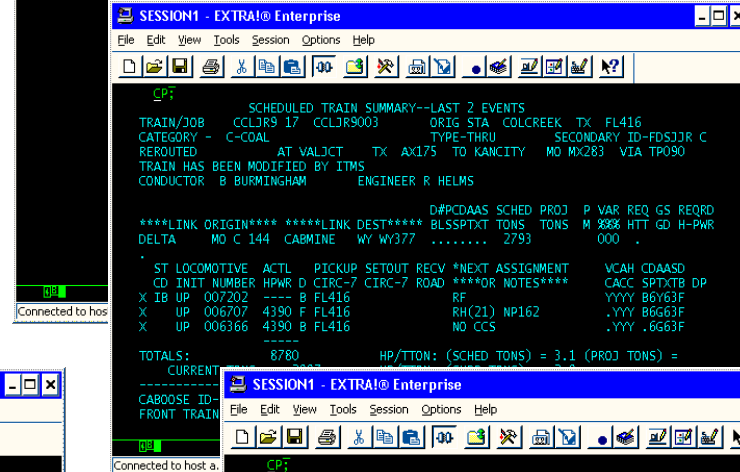 SESSION1 - EXTRA!® Enterprise
File Edit View Tools Session Options Help
CP;
SCHEDULED TRAIN SUMMARY--LAST 2 EVENTS
TRAIN/JOB CCLJR9 17 CCLJR9003 ORIG STA COLCREEK TX FL416
CATEGORY - C-COAL TYPE-THRU SECONDARY ID-FDSJJR C
REROUTED AT VALJCT TX AX175 TO KANCITY MO MX283 VIA TP090
TRAIN HAS BEEN MODIFIED BY ITMS
CONDUCTOR B BURMINGHAM ENGINEER R HELMS
D#PCDAAS SCHED PROJ P VAR REQ GS REQRD
****LINK ORIGIN**** *****LINK DEST***** BLSSPTXT TONS TONS M %%% HTT GD H-PWR
DELTA MO C 144 CABMINE WY WY377 ........ 2793 000 .
.
ST LOCOMOTIVE ACTL PICKUP SETOUT RECV *NEXT ASSIGNMENT VCAH CDAASD
CD INIT NUMBER HPWR D CIRC-7 CIRC-7 ROAD ****OR NOTES**** CACC SPTXTB DP
X IB UP 007202 ---- B FL416 RF YYYY B6Y63F
X UP 006707 4390 F FL416 RH(21) NP162 .YYY B6G63F
X UP 006366 4390 B FL416 NO CCS .YYY .6G63F
-----
TOTALS: 8780 HP/TTON: (SCHED TONS) = 3.1 (PROJ TONS) =
CURRENT
CABOOSE ID-
FRONT TRAIN
Connected to hos
Connected to host a.
SESSION1 - EXTRA!® Enterprise
File Edit View Tools Session Options Help
CP;